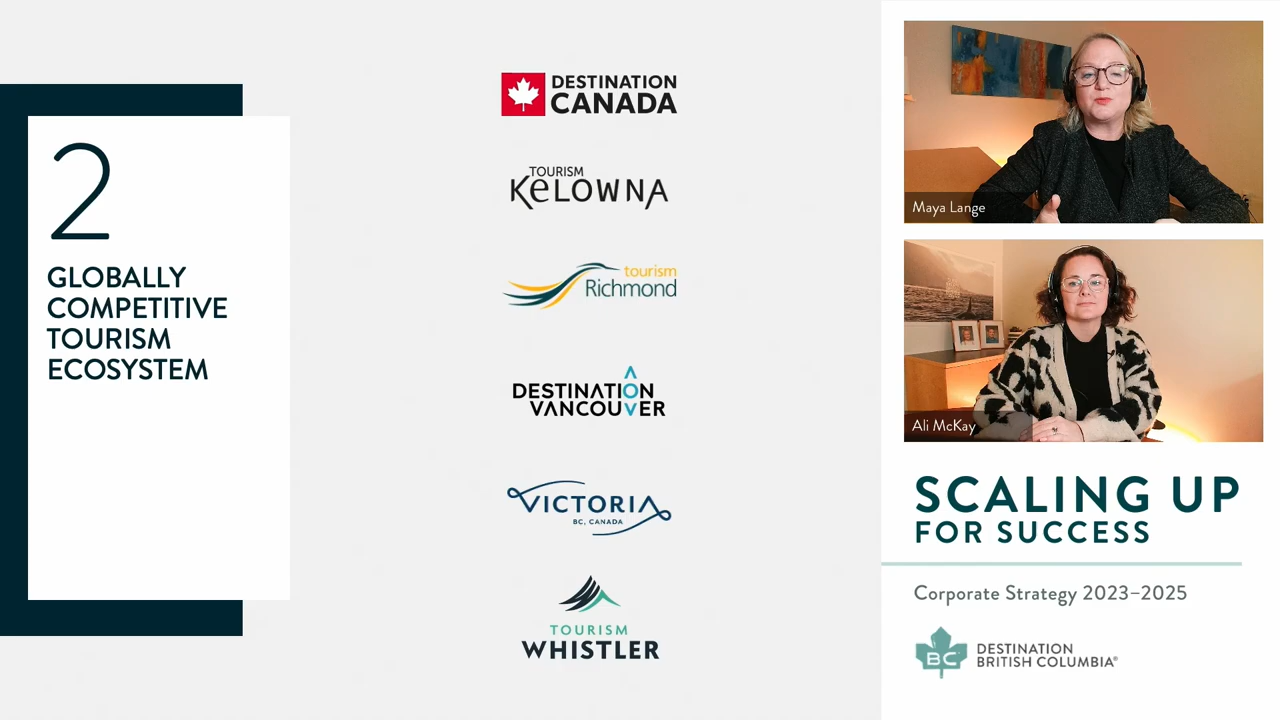 2
GLOBALLY
COMPETITIVE
TOURISM
ECOSYSTEM
DESTINATION
CANADA
TOURISM
KeLOWNA
tourism
Richmond
DESTINATION
VANCOUVER
VICTORIA
BC, CANADA
TOURISM
WHISTLER
Maya Lange
Ali McKay
SCALING UP
FOR SUCCESS
Corporate Strategy 2023–2025
BC
DESTINATION
BRITISH COLUMBIA®